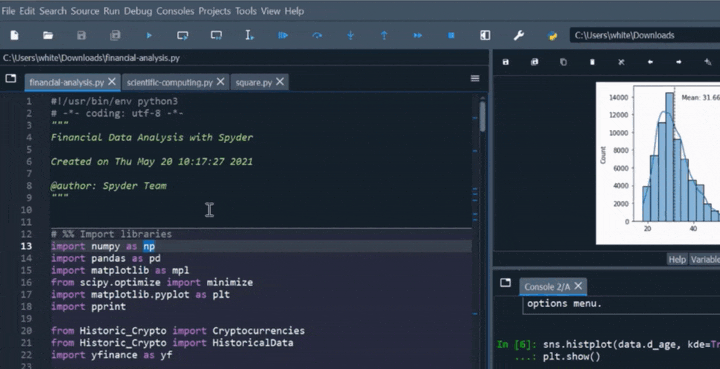 File Edit Search Source Run Debug Consoles Projects Tools View Help
C:\Users\white\Downloads
C:\Users\white\Downloads\financial-analysis.py
financial-analysis.py
scientific-computing.py
square.py
1 #!/usr/bin/env python3
2 # -*- coding: utf-8 -*-
3 """
4 Financial Data Analysis with Spyder
5
6 Created on Thu May 20 10:17:27 2021
7
8 @author: Spyder Team
9 """
10
11
12 # %% Import libraries
13 import numpy as np
14 import pandas as pd
15 import matplotlib as mpl
16 from scipy.optimize import minimize
17 import matplotlib.pyplot as plt
18 import pprint
19
20 from Historic_Crypto import Cryptocurrencies
21 from Historic_Crypto import HistoricalData
22 import yfinance as yf
23
Mean: 31.66
14000
12000
10000
8000
6000
4000
2000
0
Count
20 40
Help Variable
Console 2/A
options menu.
In [6]: sns.histplot(data.d_age, kde=Tr
...: plt.show()